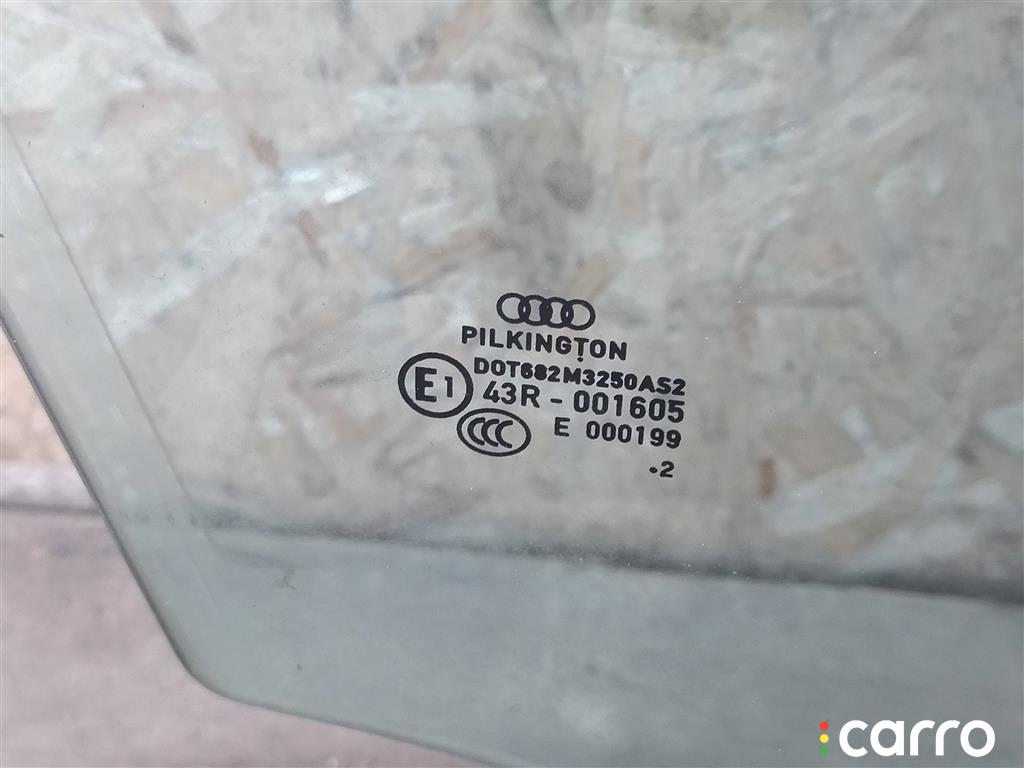 PILKINGTON
DOT682M3250AS2
E1 43R - 001605
CCC E 000199
.2
carro